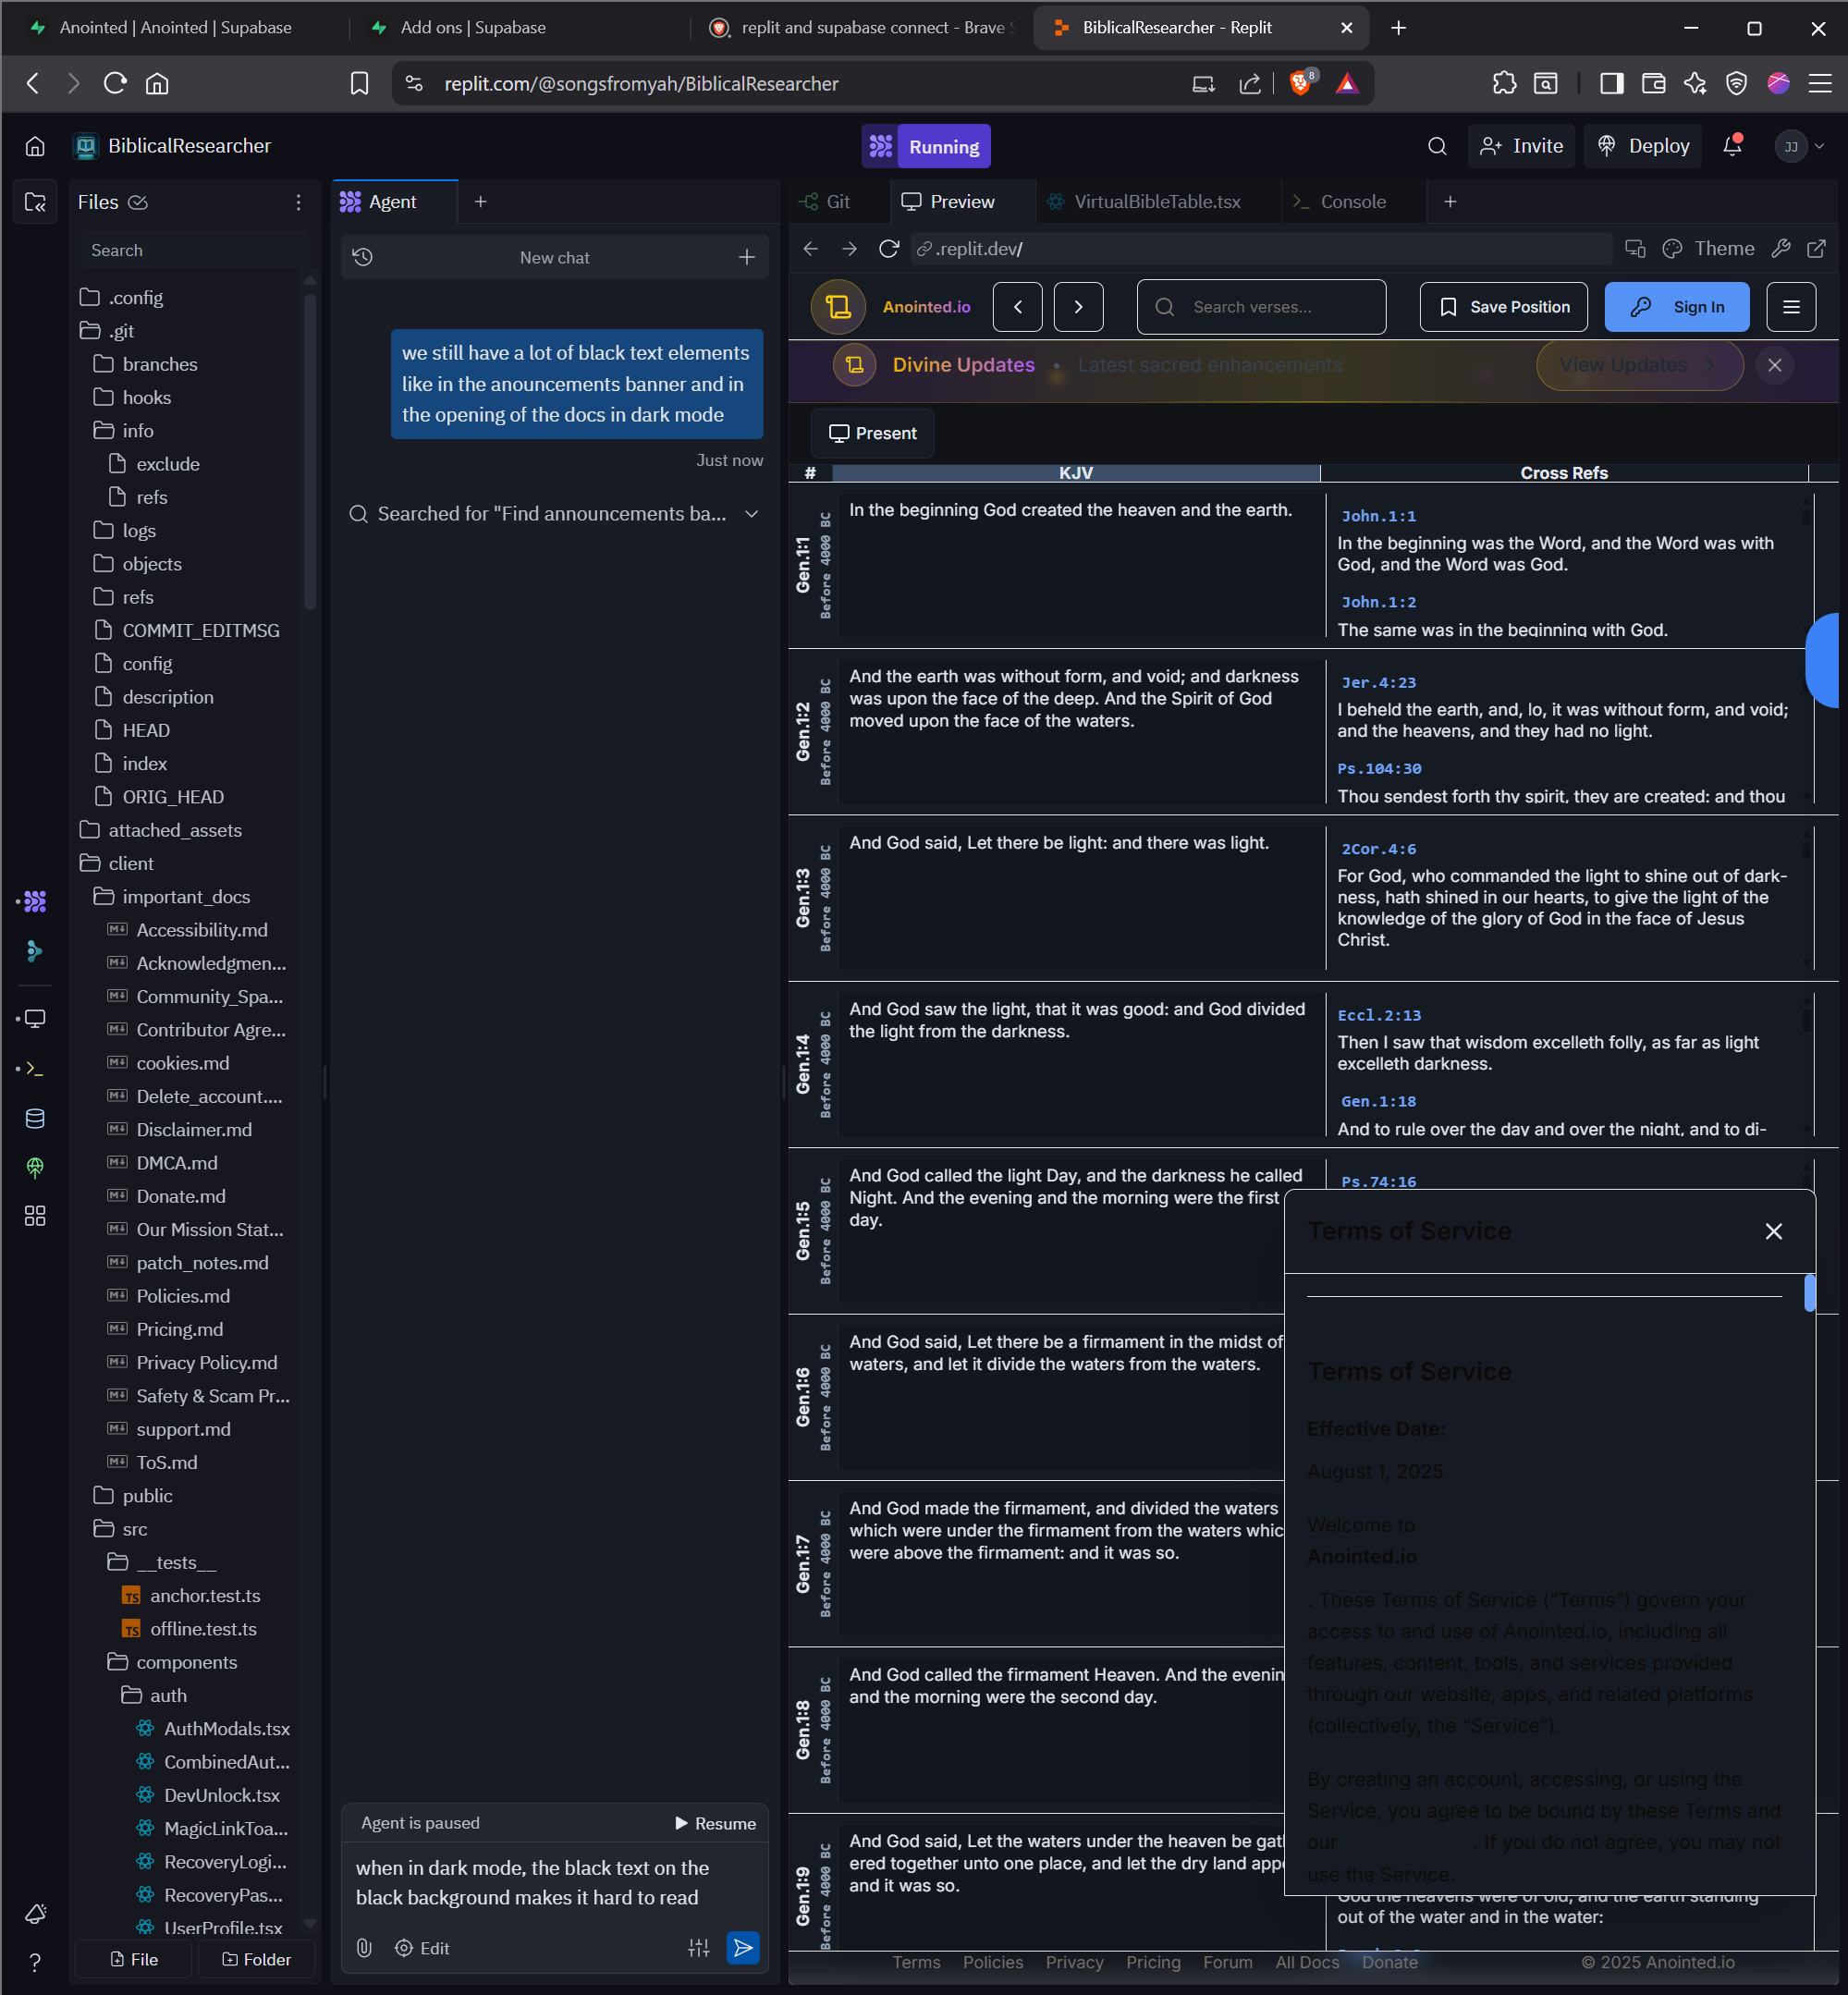 Anointed | Anointed | Supabase
Add ons | Supabase
replit and supabase connect - Brave S
BiblicalResearcher - Replit
replit.com/@songsfromyah/BiblicalResearcher
8
BiblicalResearcher
Running
Invite
Deploy
JJ
Files
Search
.config
.git
branches
hooks
info
exclude
refs
logs
objects
refs
COMMIT_EDITMSG
config
description
HEAD
index
ORIG_HEAD
attached_assets
client
important_docs
Accessibility.md
Acknowledgmen...
Community_Spa...
Contributor Agre...
cookies.md
Delete_account....
Disclaimer.md
DMCA.md
Donate.md
Our Mission Stat...
patch_notes.md
Policies.md
Pricing.md
Privacy Policy.md
Safety & Scam Pr...
support.md
ToS.md
public
src
__tests__
TS anchor.test.ts
TS offline.test.ts
components
auth
AuthModals.tsx
CombinedAut...
DevUnlock.tsx
MagicLinkToa...
RecoveryLogi...
RecoveryPas...
UserProfile.tsx
File
Folder
Agent
New chat
we still have a lot of black text elements
like in the anouncements banner and in
the opening of the docs in dark mode
Just now
Searched for "Find announcements ba...
Agent is paused
Resume
when in dark mode, the black text on the
black background makes it hard to read
Edit
Git
Preview
VirtualBibleTable.tsx
Console
.replit.dev/
Theme
Anointed.io
Search verses...
Save Position
Sign In
Divine Updates • Latest sacred enhancements
View Updates
Present
# KJV Cross Refs
Gen.1:1
Before 4000 BC
In the beginning God created the heaven and the earth.
John.1:1
In the beginning was the Word, and the Word was with
God, and the Word was God.
John.1:2
The same was in the beginning with God.
Gen.1:2
Before 4000 BC
And the earth was without form, and void; and darkness
was upon the face of the deep. And the Spirit of God
moved upon the face of the waters.
Jer.4:23
I beheld the earth, and, lo, it was without form, and void;
and the heavens, and they had no light.
Ps.104:30
Thou sendest forth thy spirit, they are created: and thou
Gen.1:3
Before 4000 BC
And God said, Let there be light: and there was light.
2Cor.4:6
For God, who commanded the light to shine out of dark-
ness, hath shined in our hearts, to give the light of the
knowledge of the glory of God in the face of Jesus
Christ.
Gen.1:4
Before 4000 BC
And God saw the light, that it was good: and God divided
the light from the darkness.
Eccl.2:13
Then I saw that wisdom excelleth folly, as far as light
excelleth darkness.
Gen.1:18
And to rule over the day and over the night, and to di-
Gen.1:5
Before 4000 BC
And God called the light Day, and the darkness he called
Night. And the evening and the morning were the first
day.
Ps.74:16
Gen.1:6
Before 4000 BC
And God said, Let there be a firmament in the midst of
waters, and let it divide the waters from the waters.
Gen.1:7
Before 4000 BC
And God made the firmament, and divided the waters
which were under the firmament from the waters whic
were above the firmament: and it was so.
Gen.1:8
Before 4000 BC
And God called the firmament Heaven. And the evenin
and the morning were the second day.
Gen.1:9
Before 4000 BC
And God said, Let the waters under the heaven be gat
ered together unto one place, and let the dry land appe
and it was so.
Terms of Service
Terms of Service
Effective Date:
August 1, 2025
Welcome to
Anointed.io
. These Terms of Service (“Terms”) govern your
access to and use of Anointed.io, including all
features, content, tools, and services provided
through our website, apps, and related platforms
(collectively, the “Service”).
By creating an account, accessing, or using the
Service, you agree to be bound by these Terms and
our . If you do not agree, you may not
use the Service.
God the heavens were of old, and the earth standing
out of the water and in the water:
Terms
Policies
Privacy
Pricing
Forum
All Docs
Donate
© 2025 Anointed.io